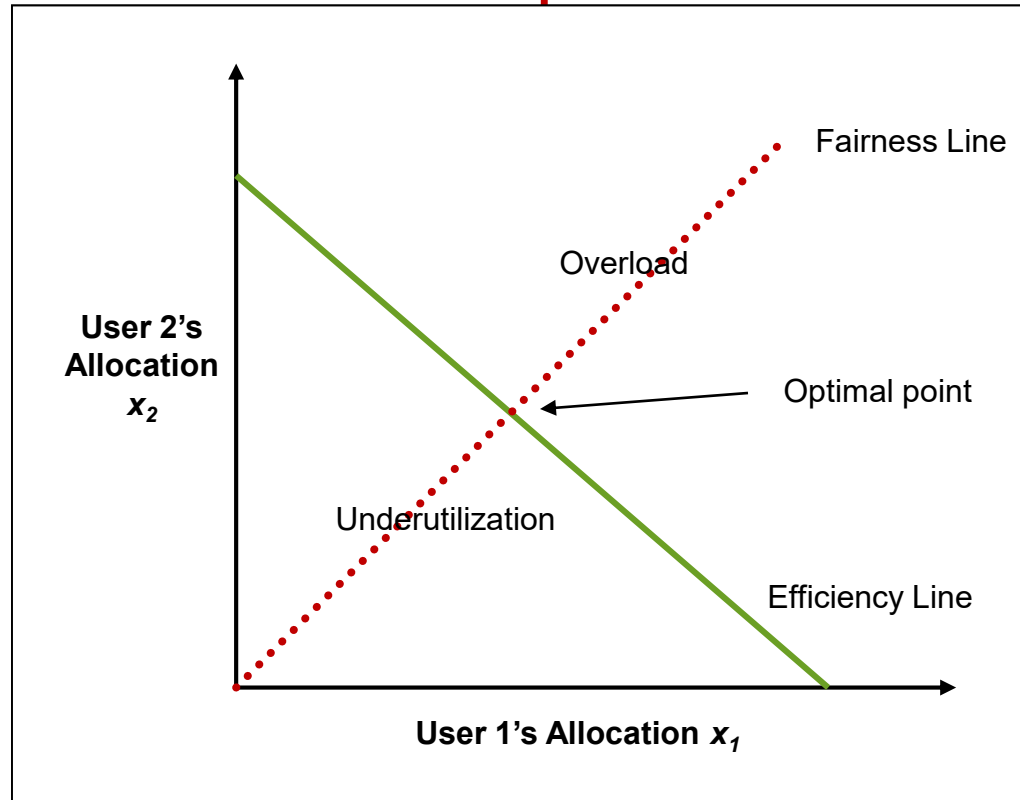 Fairness Line
Overload
User 2’s
Allocation
x₂
Optimal point
Underutilization
Efficiency Line
User 1’s Allocation x₁